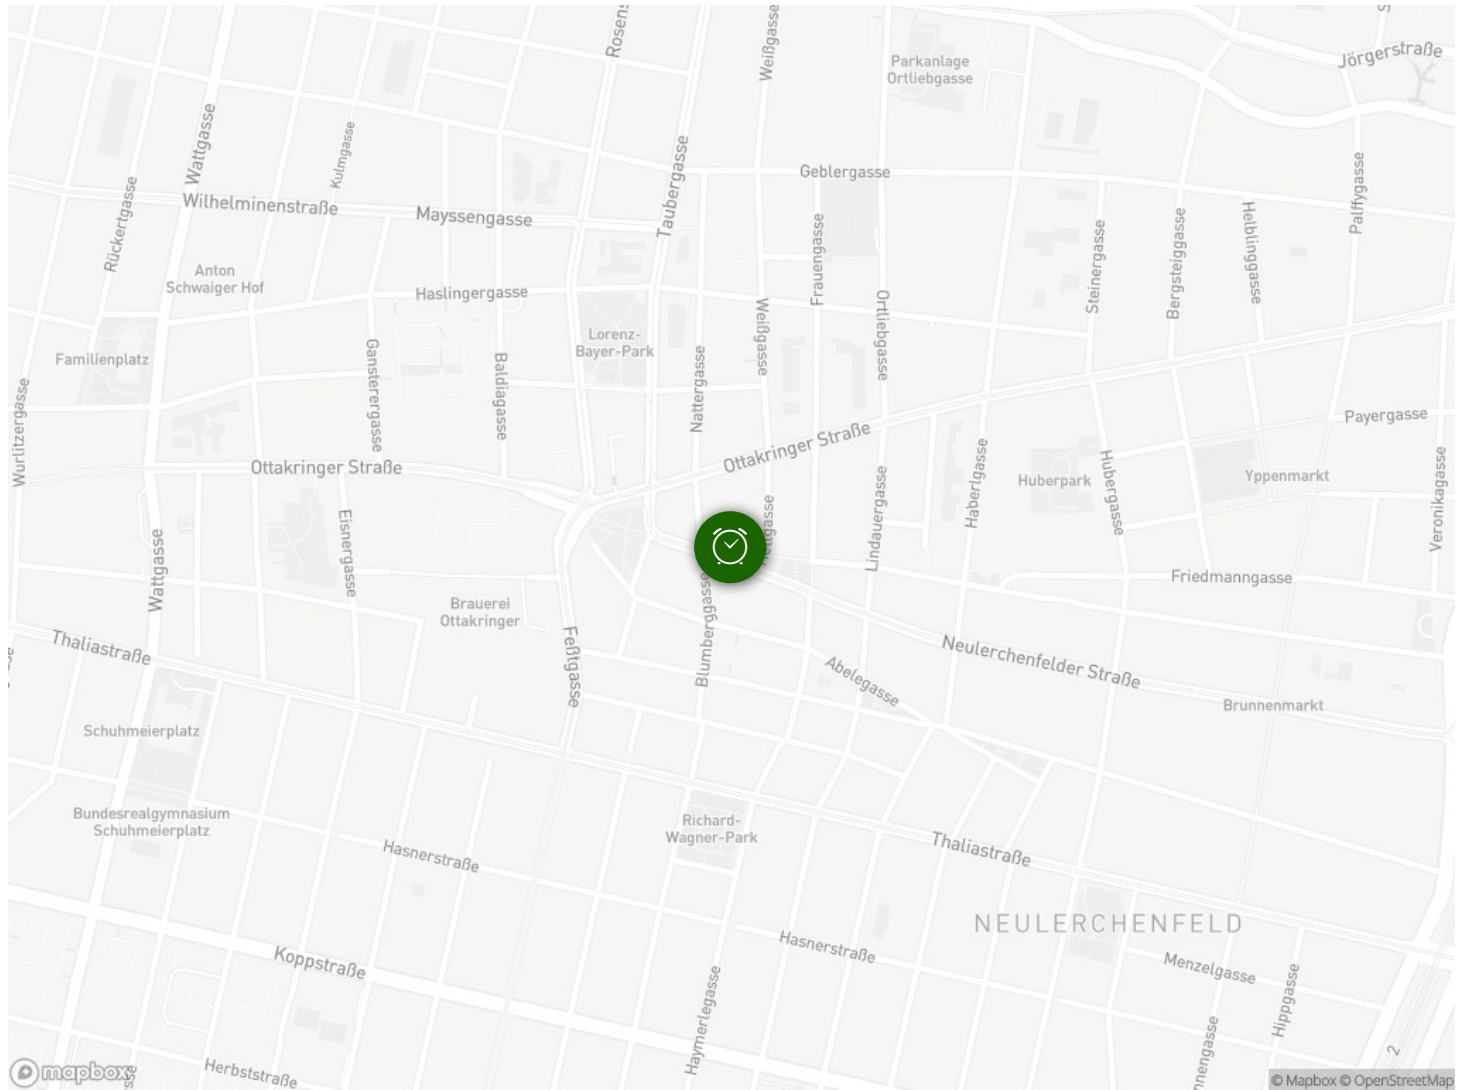 Jörgerstraße
Parkanlage
Ortliebgasse
Weißgasse
Wattgasse
Kulmgasse
Rückertgasse
Wilhelminenstraße
Mayssengasse
Taubergasse
Geblergasse
Palffygasse
Frauengasse
Steinergasse
Bergsteiggasse
Helblinggasse
Anton
Schwaiger Hof
Haslingergasse
Ortliebgasse
Lorenz-
Bayer-Park
Weißgasse
Familienplatz
Gansterergasse
Baldiagasse
Nattergasse
Wurlitzergasse
Payergasse
Ottakringer Straße
Ottakringer Straße
Haberlgasse
Huberpark
Hubergasse
Yppenmarkt
Veronikagasse
Lindauergasse
Eisnergasse
Wattgasse
Friedmanngasse
Brauerei
Ottakringer
Blumberggasse
Feßtgasse
Thaliastraße
Neulerchenfelder Straße
Abelegasse
Brunnenmarkt
Schuhmeierplatz
Bundesrealgymnasium
Schuhmeierplatz
Richard-
Wagner-Park
Hasnerstraße
Thaliastraße
NEULERCHENFELD
Hasnerstraße
Koppstraße
Menzelgasse
Hippgasse
Haymerlegasse
2
Herbststraße
mapbox
© Mapbox © OpenStreetMap